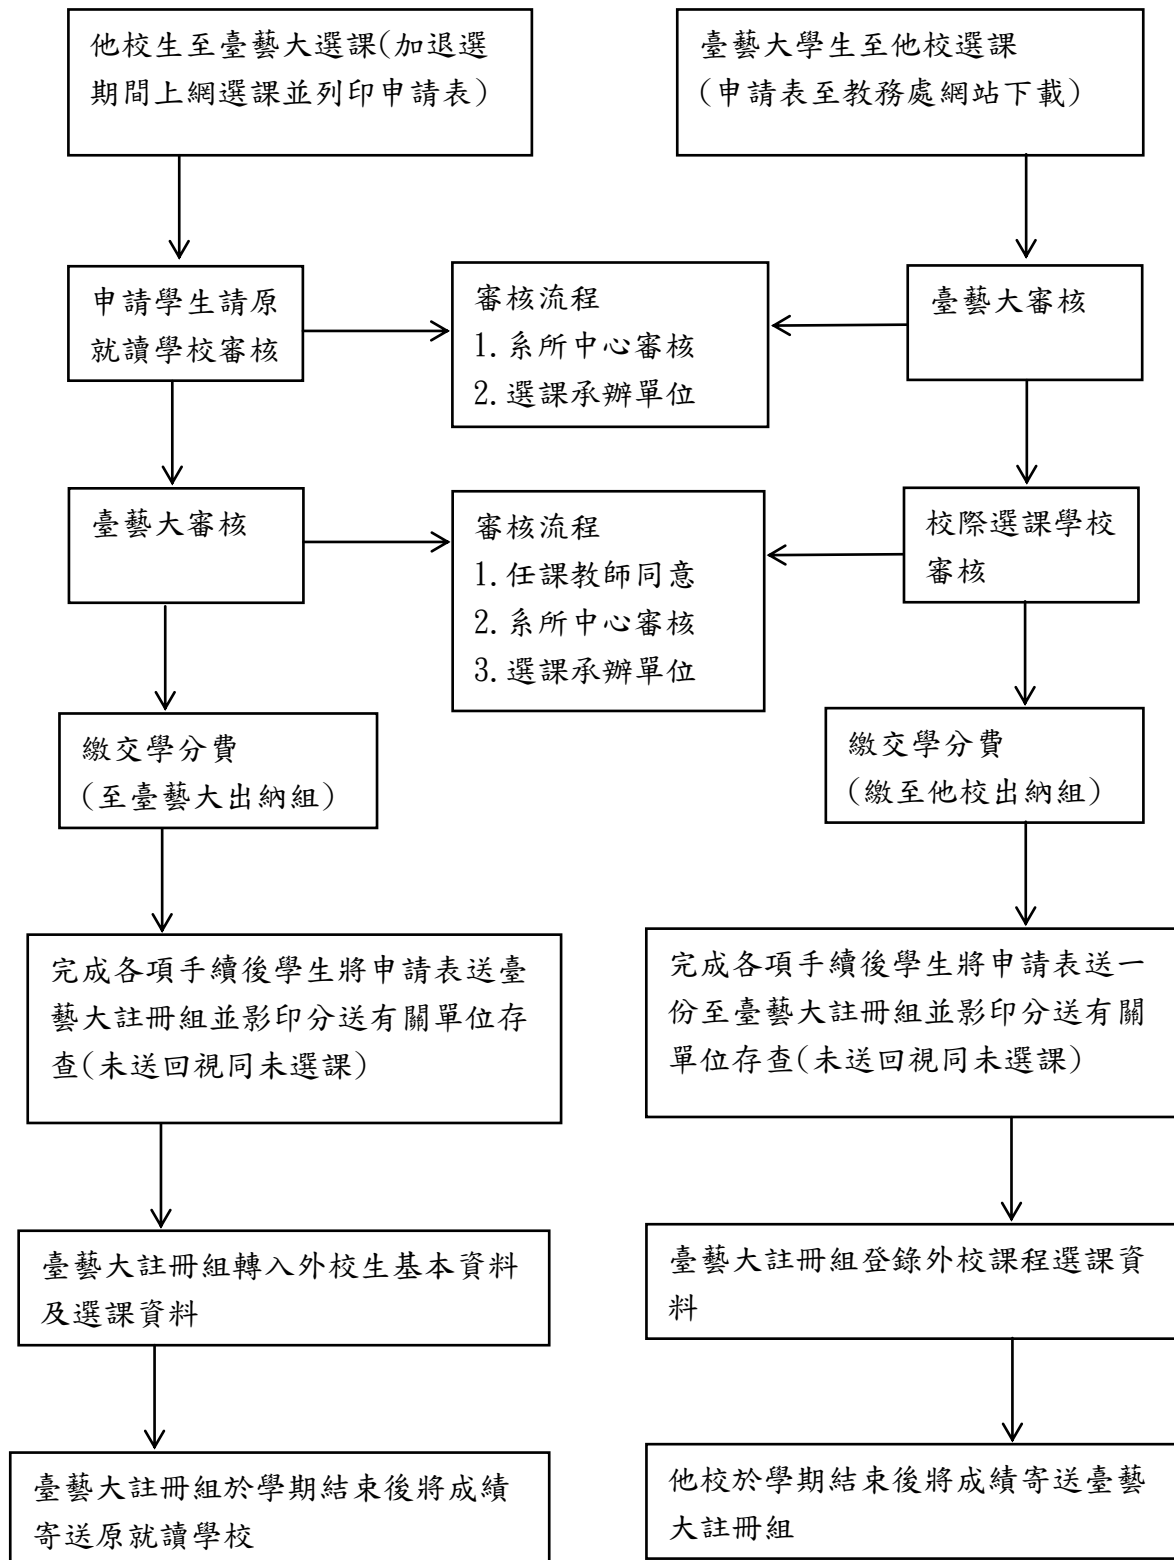 他校生至臺藝大選課(加退選
期間上網選課並列印申請表)
臺藝大學生至他校選課
(申請表至教務處網站下載)
申請學生請原
就讀學校審核
審核流程
1.系所中心審核
2.選課承辦單位
臺藝大審核
臺藝大審核
審核流程
1.任課教師同意
2.系所中心審核
3.選課承辦單位
校際選課學校
審核
繳交學分費
(至臺藝大出納組)
繳交學分費
(繳至他校出納組)
完成各項手續後學生將申請表送臺
藝大註冊組並影印分送有關單位存
查(未送回視同未選課)
完成各項手續後學生將申請表送一
份至臺藝大註冊組並影印分送有關
單位存查(未送回視同未選課)
臺藝大註冊組轉入外校生基本資料
及選課資料
臺藝大註冊組登錄外校課程選課資
料
臺藝大註冊組於學期結束後將成績
寄送原就讀學校
他校於學期結束後將成績寄送臺藝
大註冊組